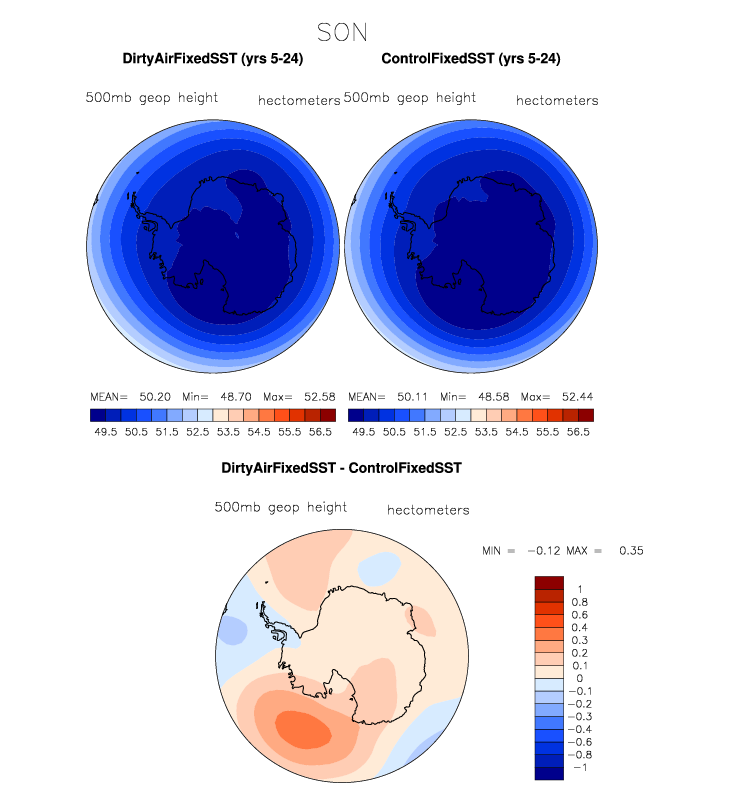 SON
DirtyAirFixedSST (yrs 5-24) ControlFixedSST (yrs 5-24)
500mb geop height hectometers 500mb geop height hectometers
MEAN= 50.20 Min= 48.70 Max= 52.58 MEAN= 50.11 Min= 48.58 Max= 52.44
49.5 50.5 51.5 52.5 53.5 54.5 55.5 56.5 49.5 50.5 51.5 52.5 53.5 54.5 55.5 56.5
DirtyAirFixedSST - ControlFixedSST
500mb geop height hectometers
MIN = -0.12 MAX = 0.35
1
0.8
0.6
0.4
0.3
0.2
0.1
0
-0.1
-0.2
-0.3
-0.4
-0.6
-0.8
-1